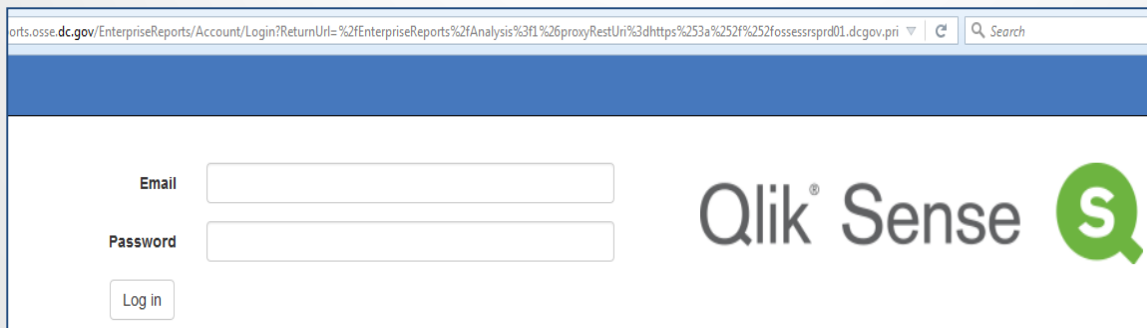 orts.osse.dc.gov/EnterpriseReports/Account/Login?ReturnUrl=%2fEnterpriseReports%2fAnalysis%3f1%26proxyRestUri%3dhttps%253a%252f%252fossessrsprd01.dcgov.pri Search
Email
Qlik® Sense S
Password
Log in